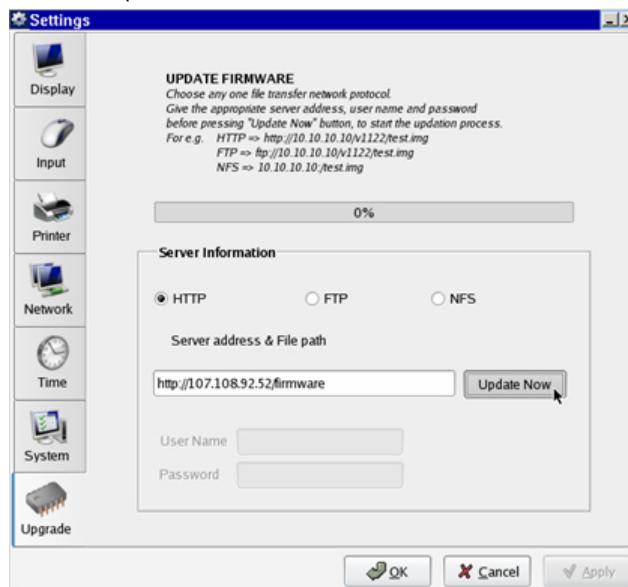 Settings
Display
Input
Printer
Network
Time
System
Upgrade
UPDATE FIRMWARE
Choose any one file transfer network protocol.
Give the appropriate server address, user name and password
before pressing "Update Now" button, to start the updation process.
For e.g. HTTP => http://10.10.10.10/v1122/test.img
FTP => ftp://10.10.10.10/v1122/test.img
NFS => 10.10.10.10:/test.img
0%
Server Information
HTTP FTP NFS
Server address & File path
http://107.108.92.52/firmware Update Now
User Name
Password
OK Cancel Apply